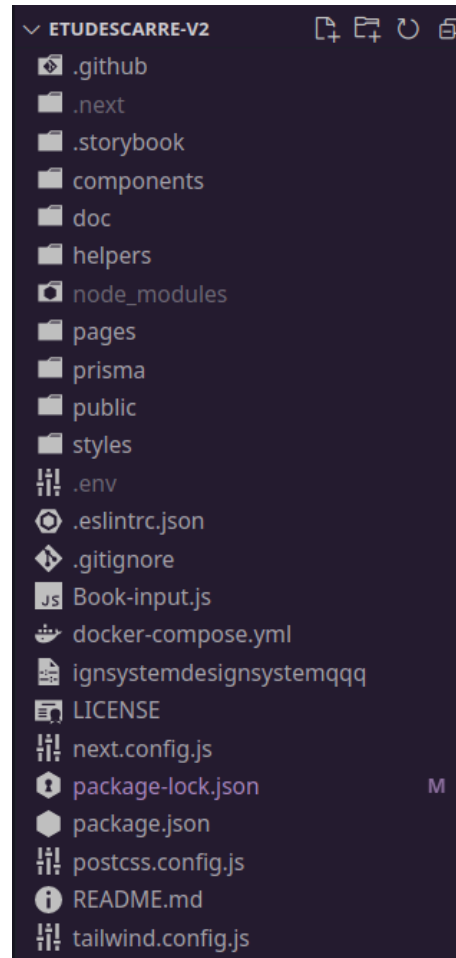 ETUDESCARRE-V2
.github
.next
.storybook
components
doc
helpers
node_modules
pages
prisma
public
styles
.env
.eslintrc.json
.gitignore
JS Book-input.js
docker-compose.yml
ignsystemdesignsystemqqq
LICENSE
next.config.js
package-lock.json M
package.json
postcss.config.js
README.md
tailwind.config.js